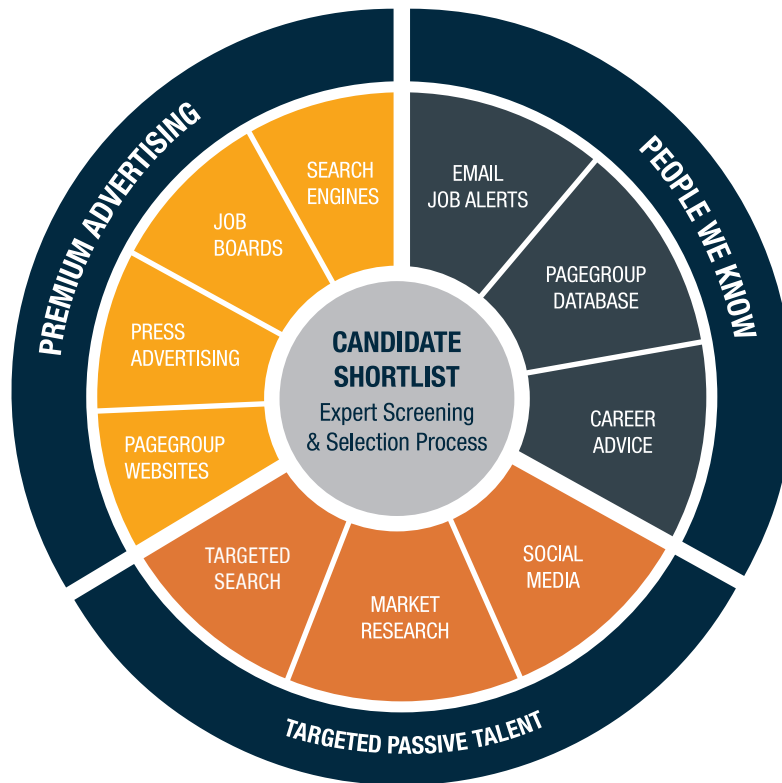 PREMIUM ADVERTISING
SEARCH
ENGINES
JOB
BOARDS
PRESS
ADVERTISING
PAGEGROUP
WEBSITES
PEOPLE WE KNOW
EMAIL
JOB ALERTS
PAGEGROUP
DATABASE
CAREER
ADVICE
CANDIDATE
SHORTLIST
Expert Screening
& Selection Process
TARGETED
SEARCH
MARKET
RESEARCH
SOCIAL
MEDIA
TARGETED PASSIVE TALENT